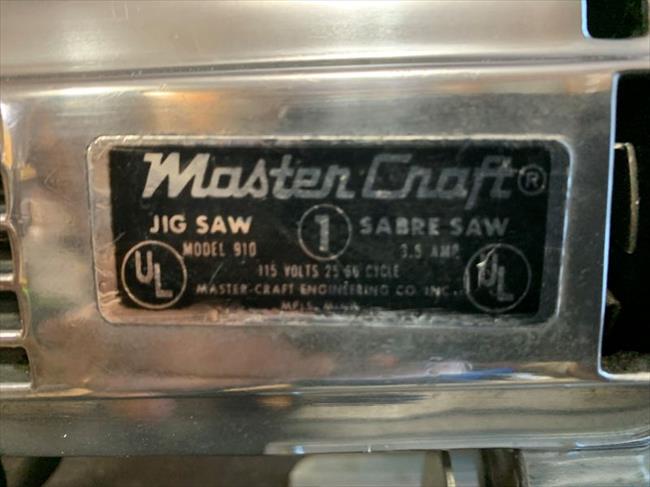 Master Craft®
JIG SAW 1 SABRE SAW
MODEL 910 3.5 AMP
UL UL
115 VOLTS 25-60 CYCLE
MASTER-CRAFT ENGINEERING CO. INC.
MPLS. MINN.